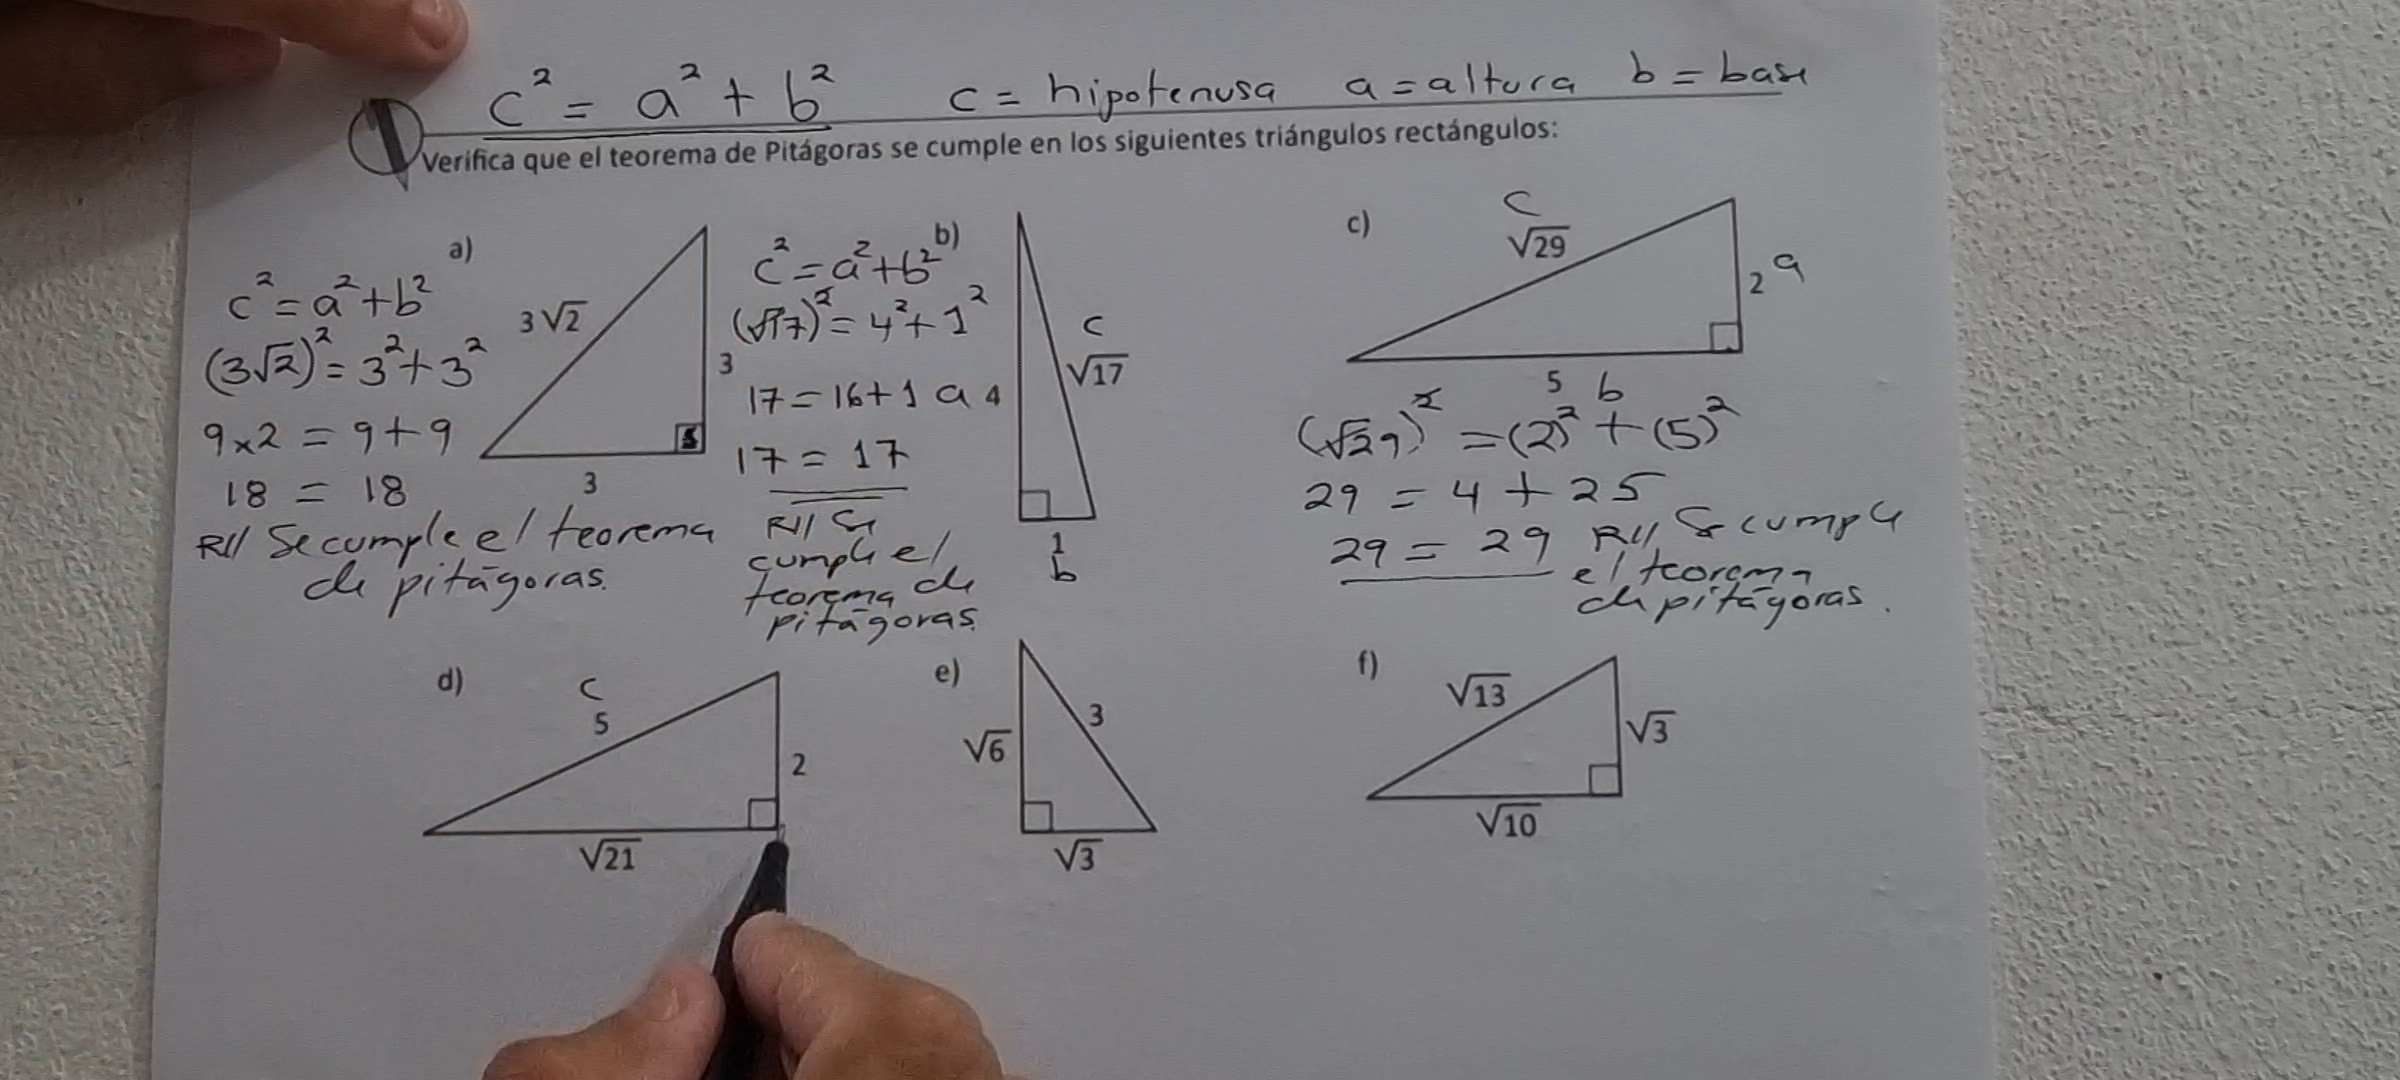 c² = a² + b² c = hipotenusa a = altura b = base
Verifica que el teorema de Pitágoras se cumple en los siguientes triángulos rectángulos:
a)
c² = a² + b²
(3√2)² = 3² + 3²
9x2 = 9+9
18 = 18
R// Se cumple el teorema
de pitágoras.
3√2
3
3
b)
c² = a² + b²
(√17)² = 4² + 1²
17 = 16+1
17 = 17
R// Se
cumple el
teorema de
pitágoras.
a 4
c
√17
1
b
c)
c
√29
2 a
5 b
(√29)² = (2)² + (5)²
29 = 4 + 25
29 = 29 R// Se cumple
el teorema
de pitágoras.
d)
c
5
2
√21
e)
√6
3
√3
f)
√13
√3
√10